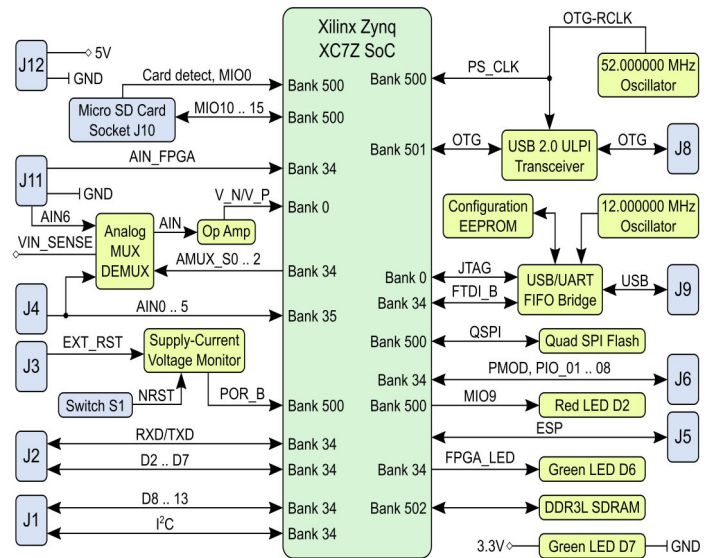 Xilinx Zynq
XC7Z SoC
J12
5V
GND
Card detect, MIO0
Bank 500
Micro SD Card
Socket J10
MIO10 .. 15
Bank 500
J11
AIN_FPGA
Bank 34
GND
V_N/V_P
Bank 0
AIN6
VIN_SENSE
Analog
MUX
DEMUX
AIN
Op Amp
AMUX_S0 .. 2
Bank 34
J4
AIN0 .. 5
Bank 35
J3
EXT_RST
Supply-Current
Voltage Monitor
Switch S1
NRST
POR_B
Bank 500
J2
RXD/TXD
Bank 34
D2 .. D7
Bank 34
J1
D8 .. 13
Bank 34
I²C
Bank 34
OTG-RCLK
Bank 500
PS_CLK
52.000000 MHz
Oscillator
Bank 501
OTG
USB 2.0 ULPI
Transceiver
OTG
J8
Configuration
EEPROM
12.000000 MHz
Oscillator
Bank 0
JTAG
Bank 34
FTDI_B
USB/UART
FIFO Bridge
USB
J9
Bank 500
QSPI
Quad SPI Flash
Bank 34
PMOD, PIO_01 .. 08
J6
Bank 500
MIO9
Red LED D2
ESP
J5
Bank 34
FPGA_LED
Green LED D6
Bank 502
DDR3L SDRAM
3.3V
Green LED D7
GND